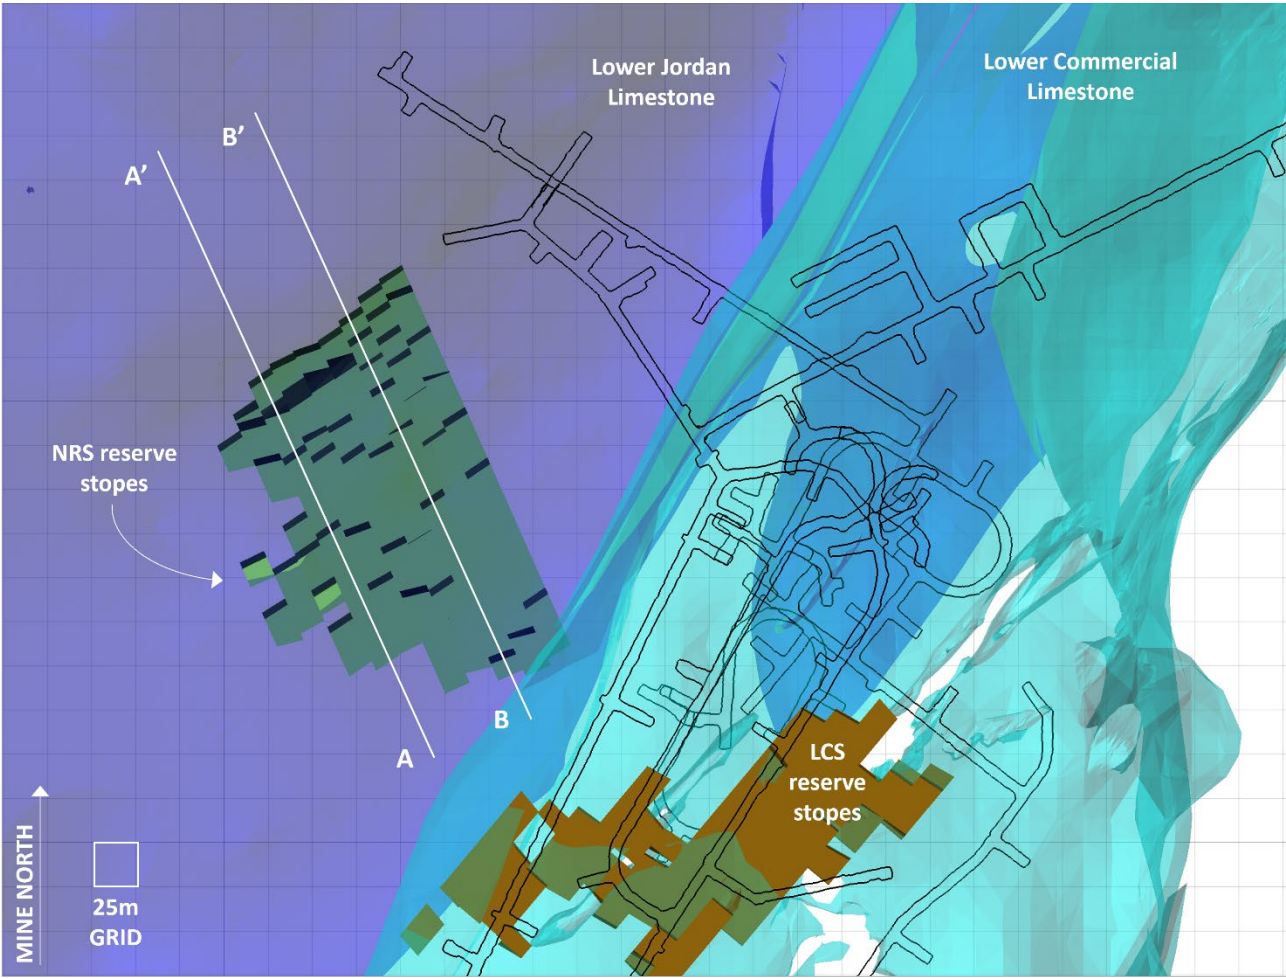 Lower Jordan
Limestone
Lower Commercial
Limestone
B’
A’
NRS reserve
stopes
B
A
LCS
reserve
stopes
MINE NORTH
25m
GRID